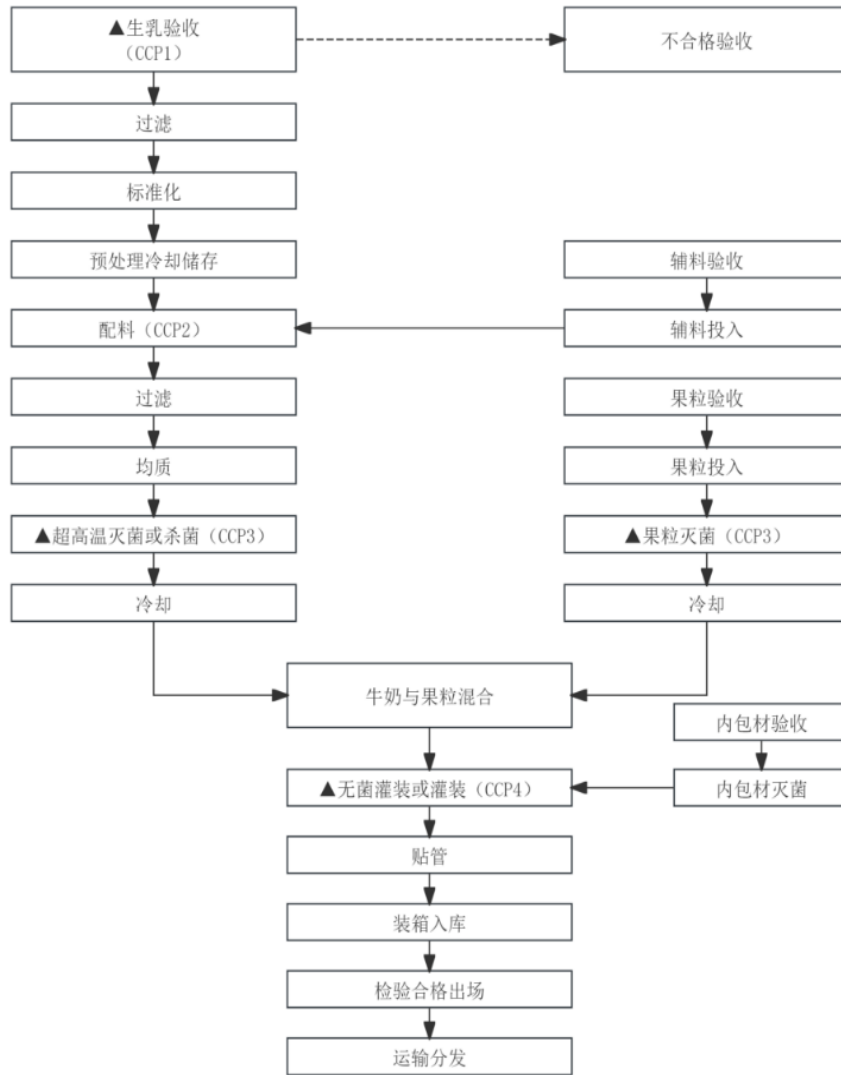 ▲生乳验收
（CCP1）
不合格验收
过滤
标准化
预处理冷却储存
辅料验收
配料（CCP2）
辅料投入
过滤
果粒验收
均质
果粒投入
▲超高温灭菌或杀菌（CCP3）
▲果粒灭菌（CCP3）
冷却
冷却
牛奶与果粒混合
内包材验收
▲无菌灌装或灌装（CCP4）
内包材灭菌
贴管
装箱入库
检验合格出场
运输分发